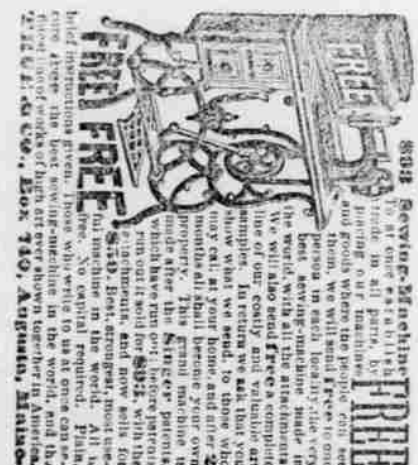 Sewing-Machine
FREE
To at once establish
trade in all parts, by
placing our machines
and goods where the people can see
them, we will send free to one
person in each locality, the very
best sewing-machine made in
the world, with all the attachments.
We will also send free a complete
line of our costly and valuable art
samples. In return we ask that you
show what we send, to those who
may call at your home, and after 2
months all shall become your own
property. This grand machine is
made after the Singer patents,
which have run out: before patents
run out it sold for $93, with the
attachments, and now sells for
$50. Best, strongest, most use-
ful machine in the world. All is
free. No capital required. Plain,
brief instructions given. Those who write to us at once can se-
cure free the best sewing-machine in the world, and the
finest line of works of high art ever shown together in America.
TRUE & CO., Box 740, Augusta, Maine.
FREE
FREE
FREE! FREE